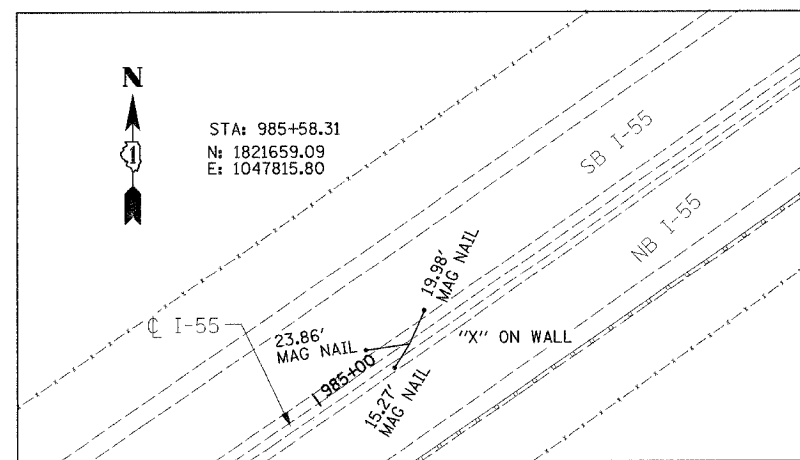 N
1
STA: 985+58.31
N: 1821659.09
E: 1047815.80
SB I-55
NB I-55
19.98'
MAG NAIL
℄ I-55
23.86'
MAG NAIL
"X" ON WALL
985+00
15.27'
MAG NAIL